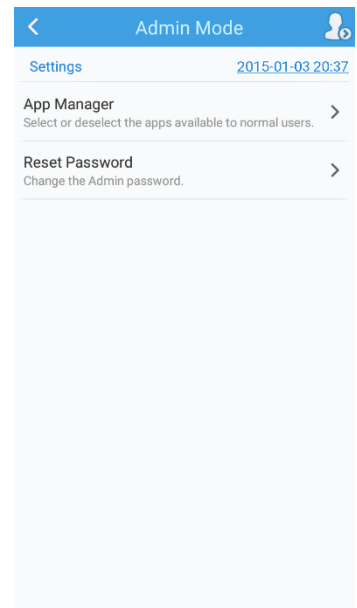 Admin Mode
Settings 2015-01-03 20:37
App Manager
Select or deselect the apps available to normal users.
Reset Password
Change the Admin password.